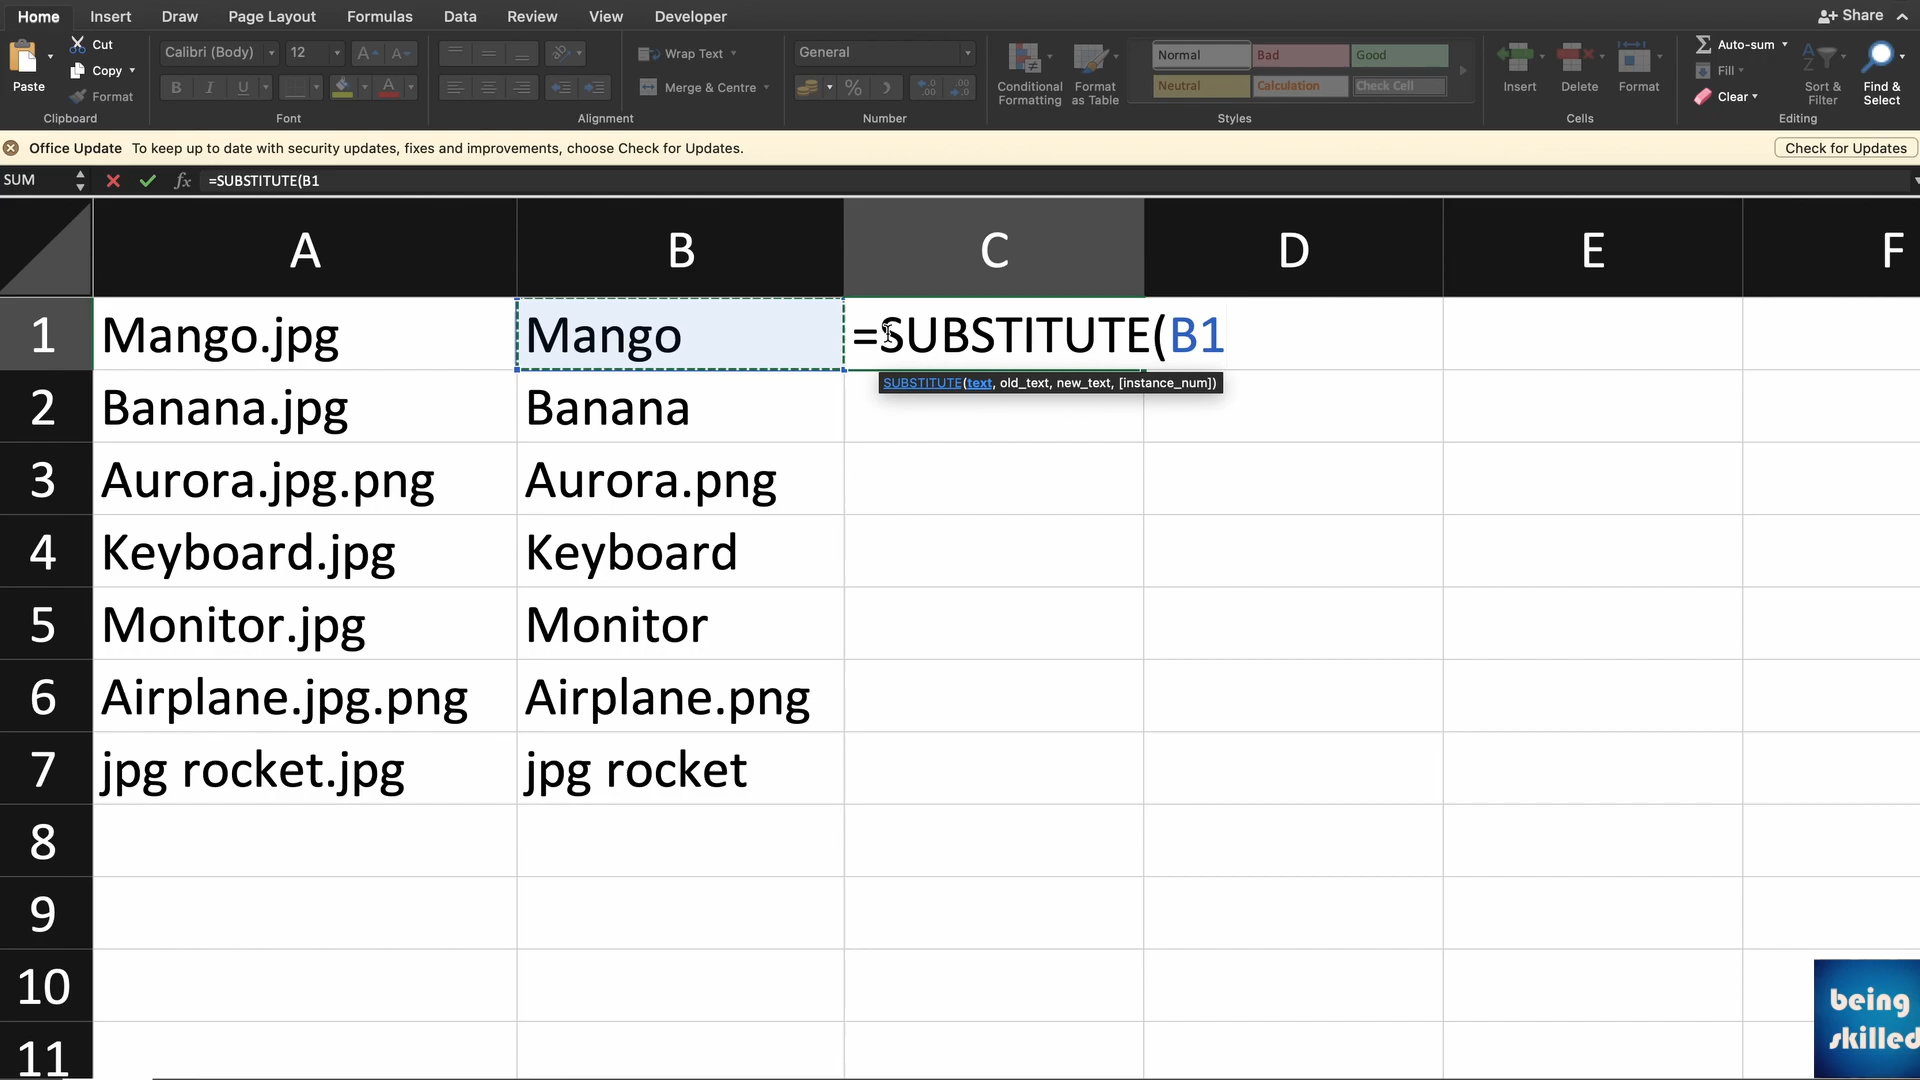 Home Insert Draw Page Layout Formulas Data Review View Developer Share
Paste Cut Copy Format
Calibri (Body) 12 A A
B I U A
Wrap Text
Merge & Centre
General
%
Conditional Formatting
Format as Table
Normal Bad Good
Neutral Calculation Check Cell
Insert Delete Format
Auto-sum
Fill
Clear
Sort & Filter
Find & Select
Clipboard Font Alignment Number Styles Cells Editing
Office Update To keep up to date with security updates, fixes and improvements, choose Check for Updates. Check for Updates
SUM fx =SUBSTITUTE(B1
A B C D E F
1 Mango.jpg Mango =SUBSTITUTE(B1
SUBSTITUTE(text, old_text, new_text, [instance_num])
2 Banana.jpg Banana
3 Aurora.jpg.png Aurora.png
4 Keyboard.jpg Keyboard
5 Monitor.jpg Monitor
6 Airplane.jpg.png Airplane.png
7 jpg rocket.jpg jpg rocket
8
9
10
11
being
skilled